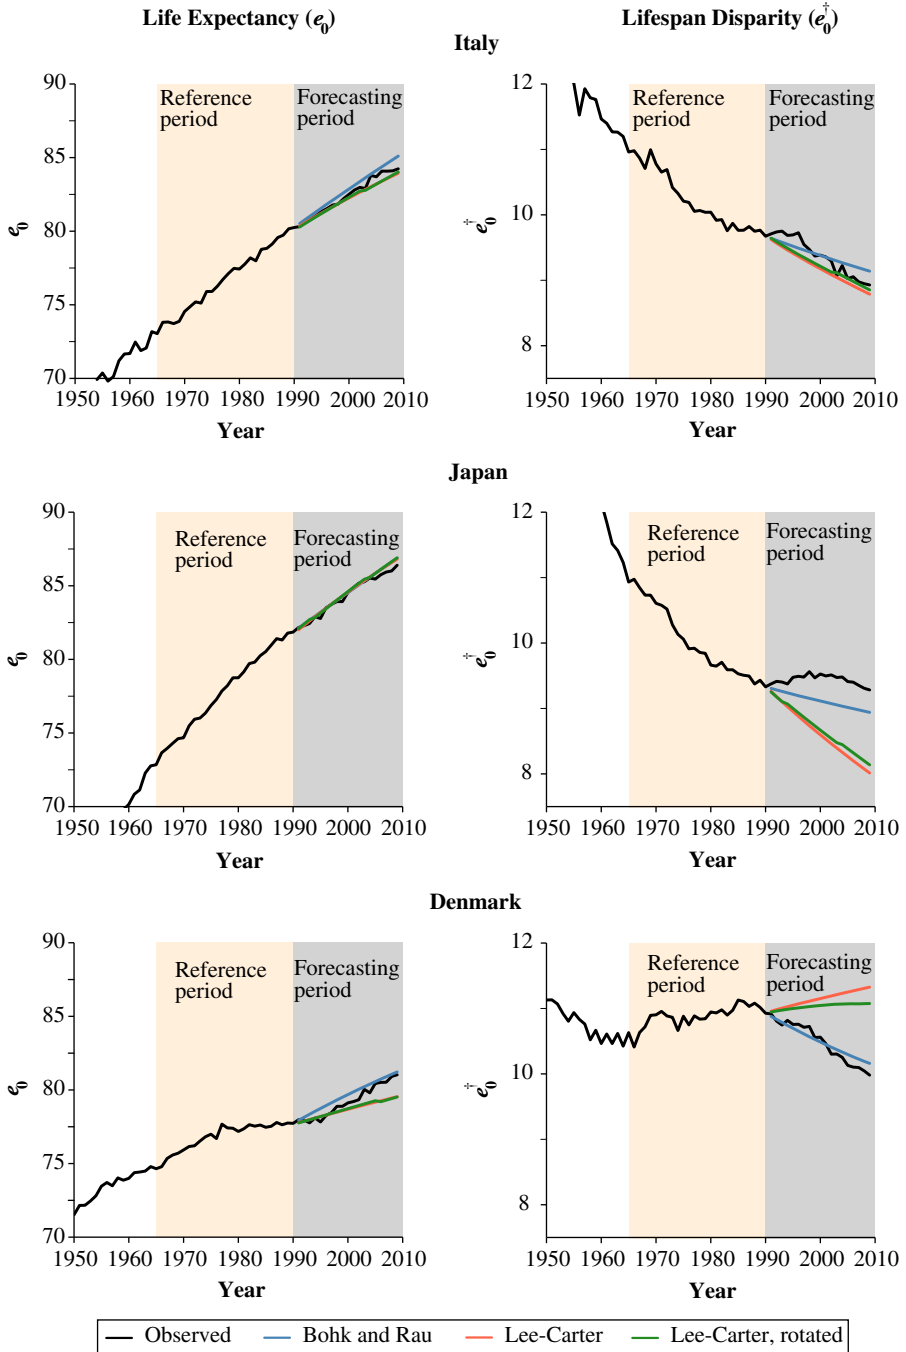 Life Expectancy (e0)
Lifespan Disparity (e0†)
Italy
90
85
80
75
70
e0
Reference
period
Forecasting
period
1950 1960 1970 1980 1990 2000 2010
Year
12
10
8
e0†
Reference
period
Forecasting
period
1950 1960 1970 1980 1990 2000 2010
Year
Japan
90
85
80
75
70
e0
Reference
period
Forecasting
period
1950 1960 1970 1980 1990 2000 2010
Year
12
10
8
e0†
Reference
period
Forecasting
period
1950 1960 1970 1980 1990 2000 2010
Year
Denmark
90
85
80
75
70
e0
Reference
period
Forecasting
period
1950 1960 1970 1980 1990 2000 2010
Year
12
10
8
e0†
Reference
period
Forecasting
period
1950 1960 1970 1980 1990 2000 2010
Year
Observed
Bohk and Rau
Lee-Carter
Lee-Carter, rotated